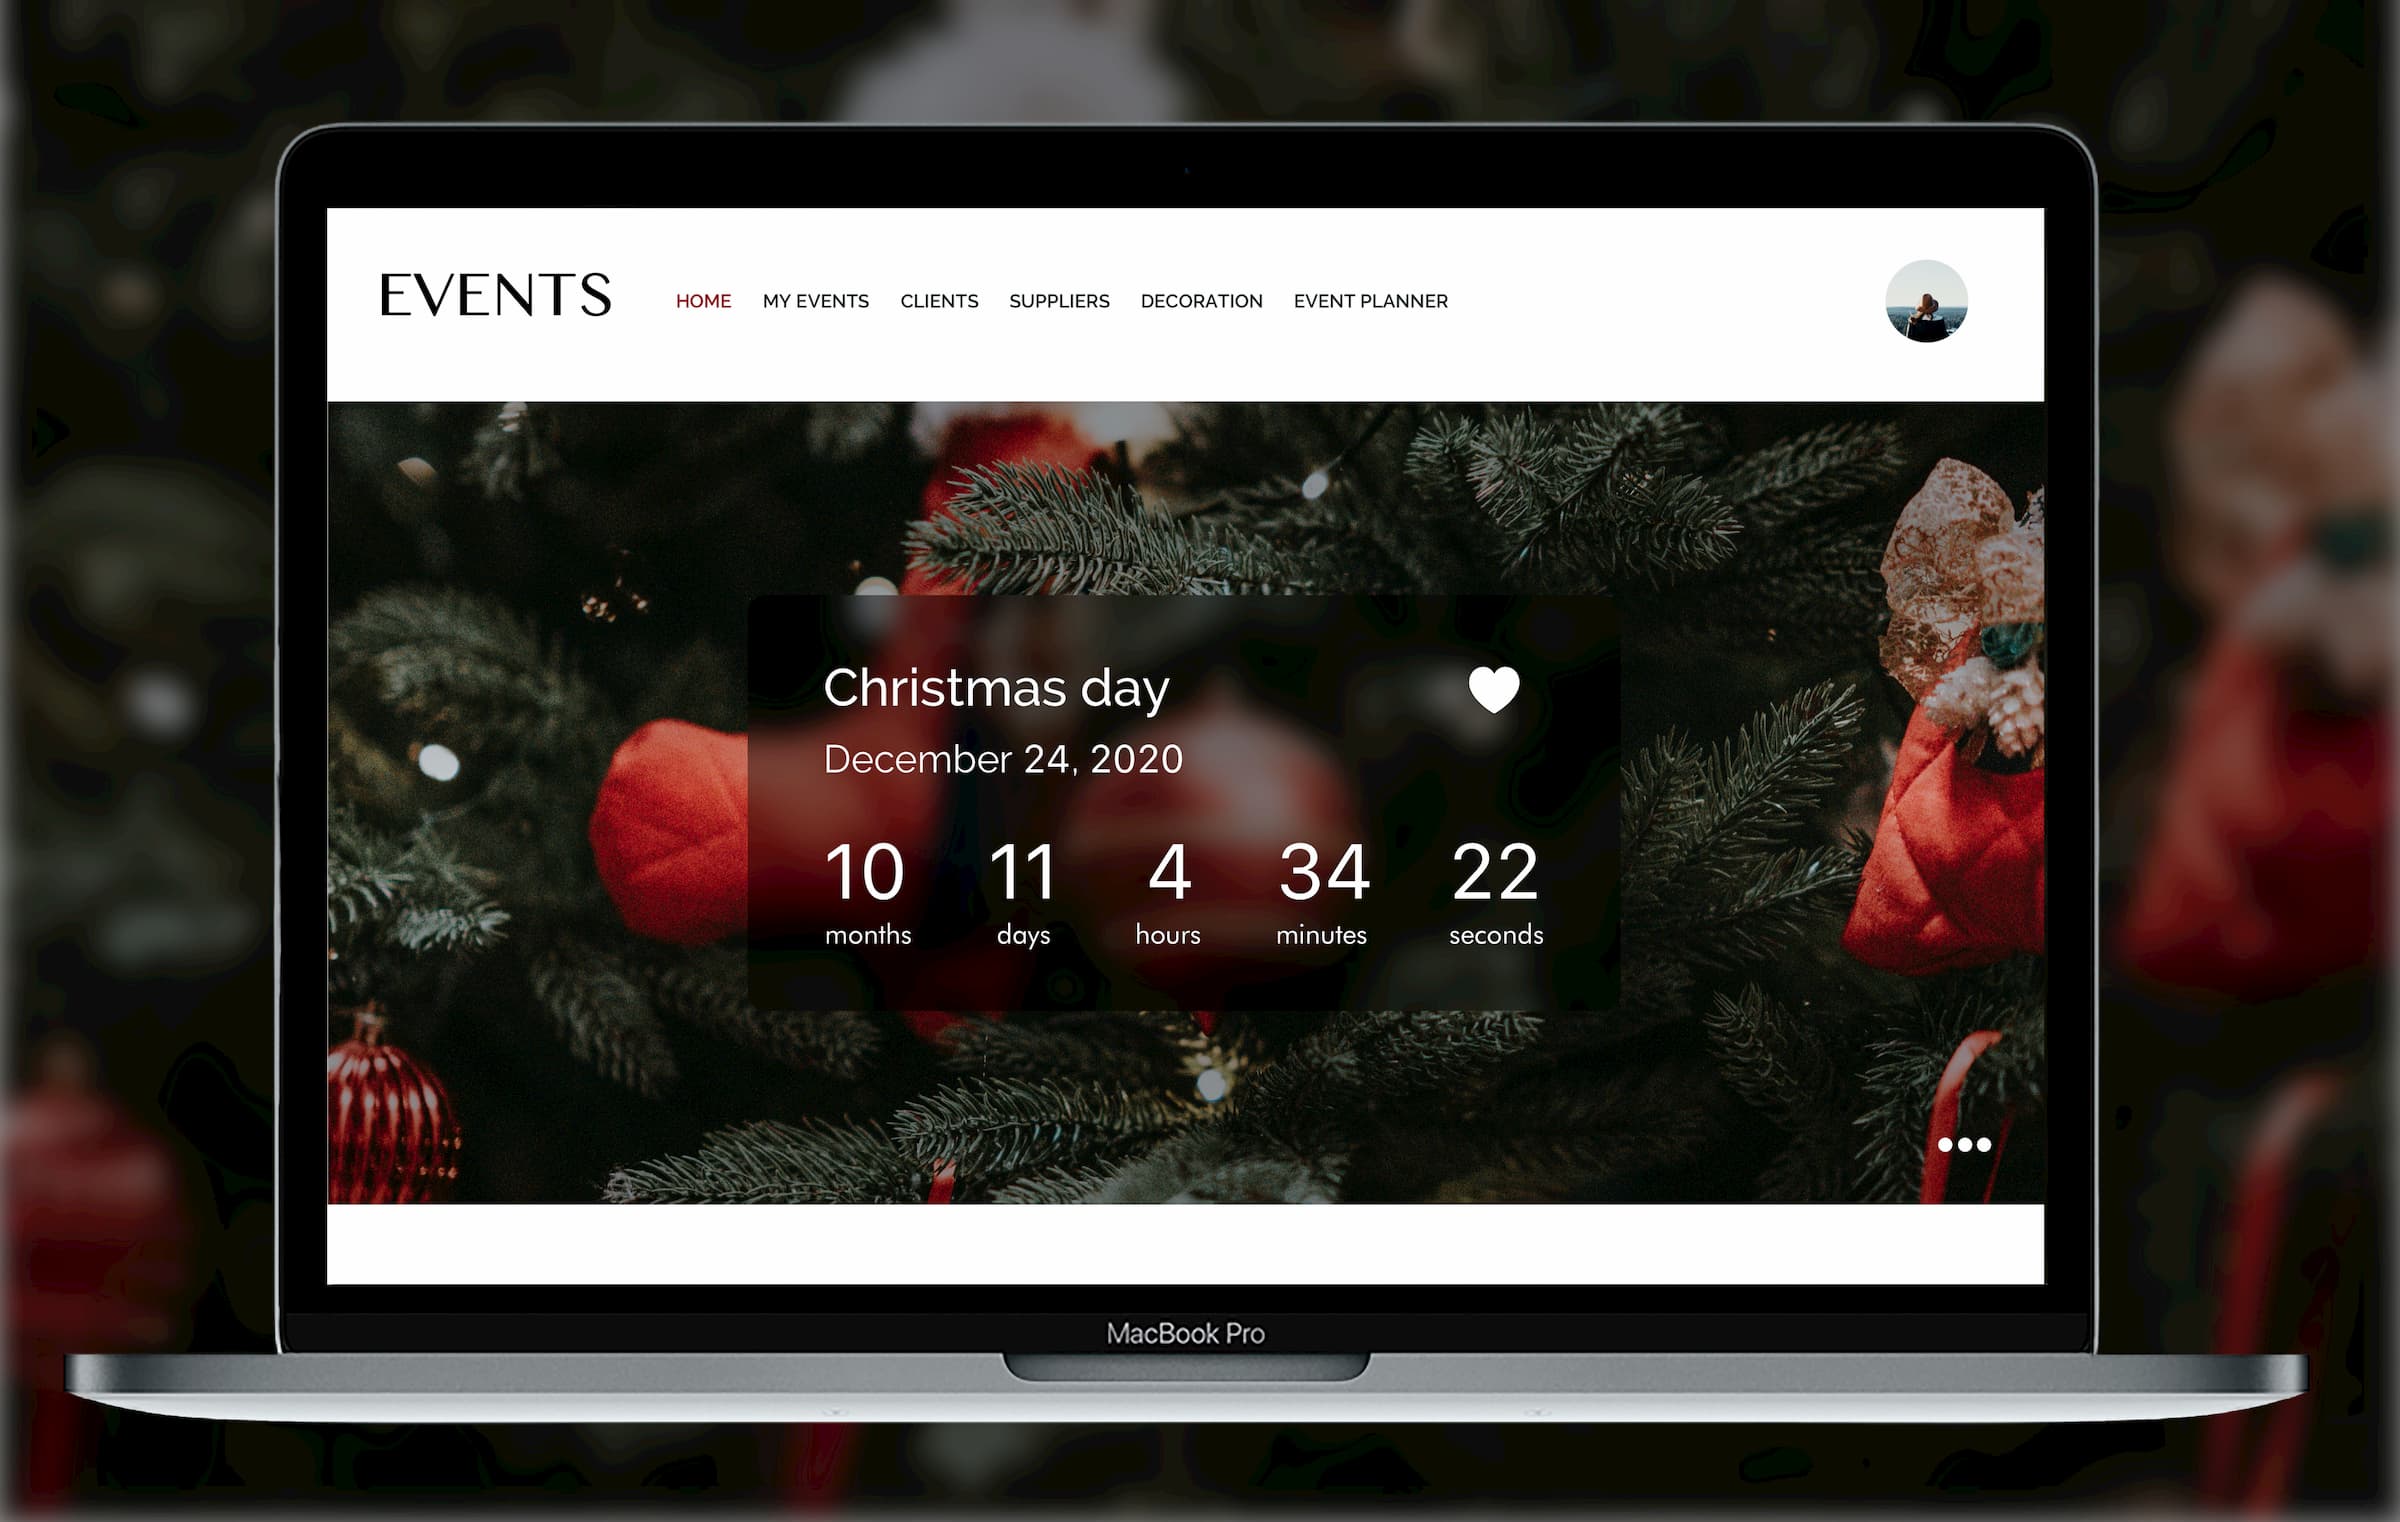 EVENTS
HOME MY EVENTS CLIENTS SUPPLIERS DECORATION EVENT PLANNER
Christmas day
December 24, 2020
10 11 4 34 22
months days hours minutes seconds
MacBook Pro